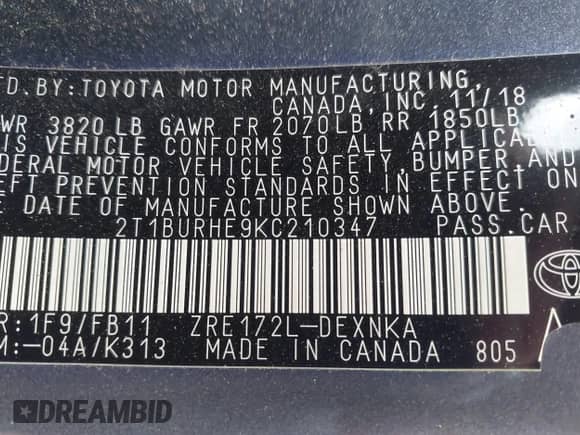 FD.BY:TOYOTA MOTOR MANUFACTURING,
CANADA,INC. 11/18
WR 3820 LB GAWR FR 2070LB RR 1850LB
IS VEHICLE CONFORMS TO ALL APPLICABLE
DERAL MOTOR VEHICLE SAFETY,BUMPER AND
EFT PREVENTION STANDARDS IN EFFECT ON
E DATE OF MANUFACTURE SHOWN ABOVE.
2T1BURHE9KC210347 PASS.CAR
R:1F9/FB11 ZRE172L-DEXNKA
M:-04A/K313 MADE IN CANADA 805
DREAMBID